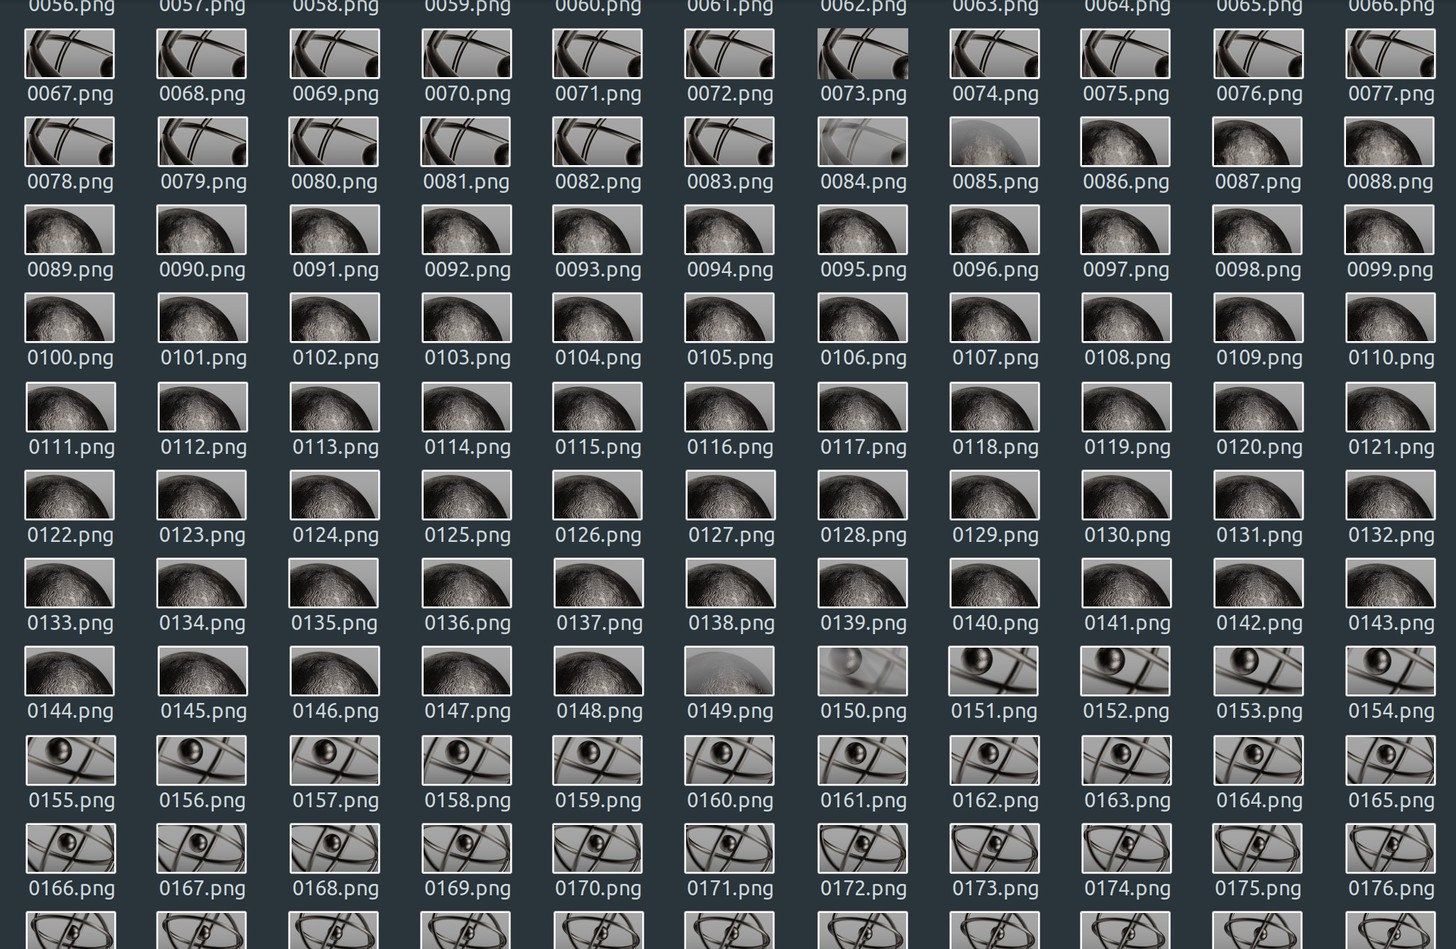 0056.png 0057.png 0058.png 0059.png 0060.png 0061.png 0062.png 0063.png 0064.png 0065.png 0066.png
0067.png 0068.png 0069.png 0070.png 0071.png 0072.png 0073.png 0074.png 0075.png 0076.png 0077.png
0078.png 0079.png 0080.png 0081.png 0082.png 0083.png 0084.png 0085.png 0086.png 0087.png 0088.png
0089.png 0090.png 0091.png 0092.png 0093.png 0094.png 0095.png 0096.png 0097.png 0098.png 0099.png
0100.png 0101.png 0102.png 0103.png 0104.png 0105.png 0106.png 0107.png 0108.png 0109.png 0110.png
0111.png 0112.png 0113.png 0114.png 0115.png 0116.png 0117.png 0118.png 0119.png 0120.png 0121.png
0122.png 0123.png 0124.png 0125.png 0126.png 0127.png 0128.png 0129.png 0130.png 0131.png 0132.png
0133.png 0134.png 0135.png 0136.png 0137.png 0138.png 0139.png 0140.png 0141.png 0142.png 0143.png
0144.png 0145.png 0146.png 0147.png 0148.png 0149.png 0150.png 0151.png 0152.png 0153.png 0154.png
0155.png 0156.png 0157.png 0158.png 0159.png 0160.png 0161.png 0162.png 0163.png 0164.png 0165.png
0166.png 0167.png 0168.png 0169.png 0170.png 0171.png 0172.png 0173.png 0174.png 0175.png 0176.png